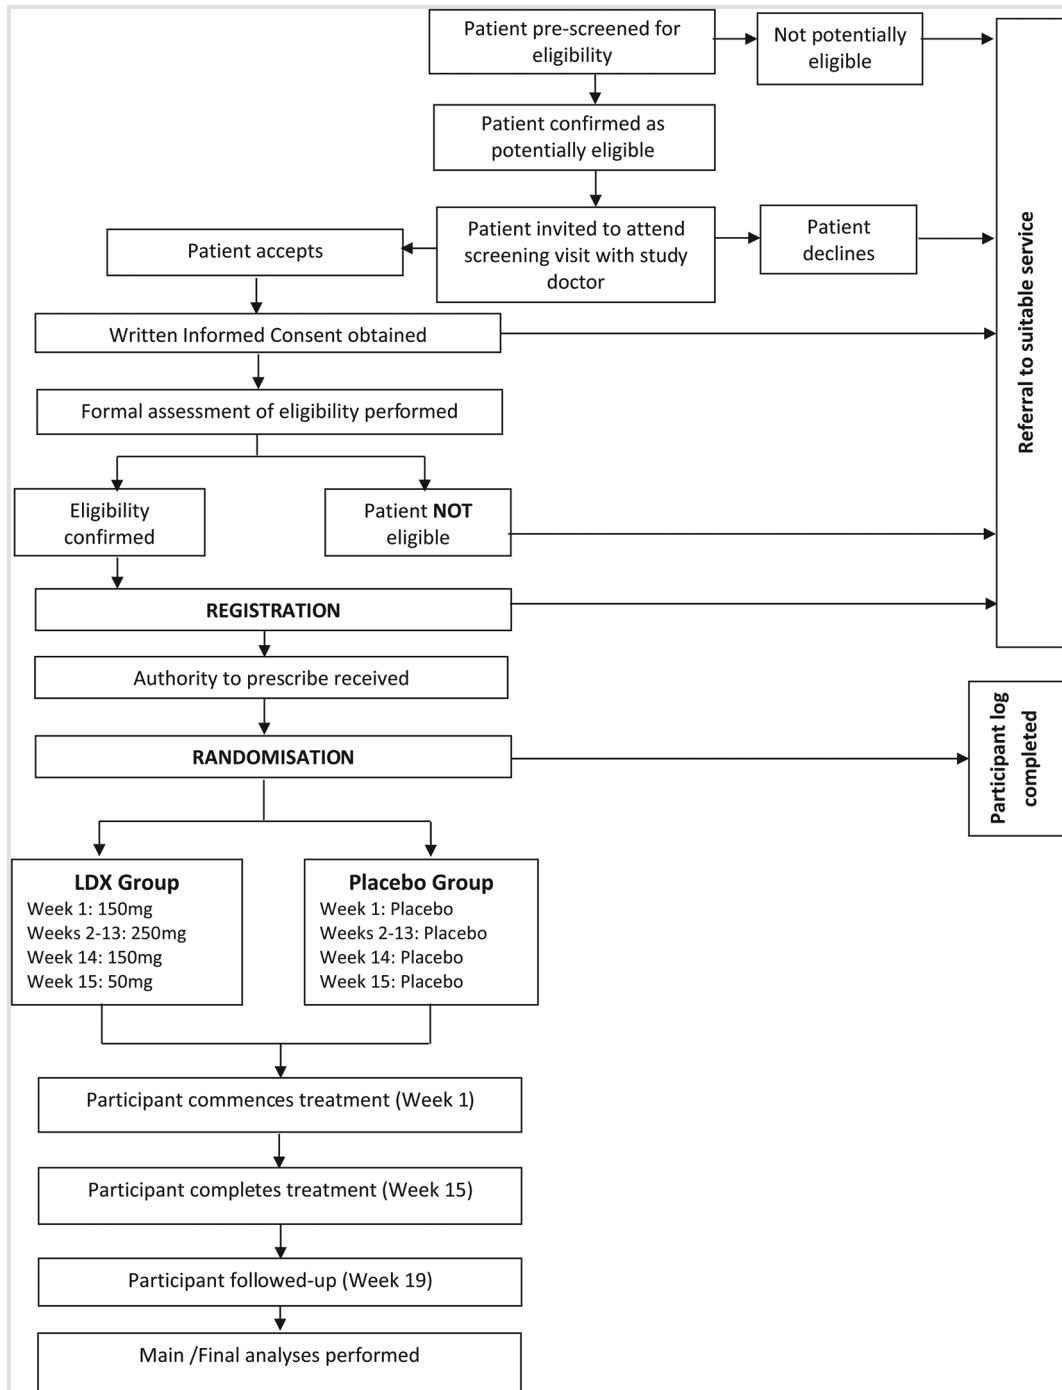 Patient pre-screened for
eligibility
Not potentially
eligible
Patient confirmed as
potentially eligible
Patient invited to attend
screening visit with study
doctor
Patient
declines
Patient accepts
Written Informed Consent obtained
Formal assessment of eligibility performed
Eligibility
confirmed
Patient NOT
eligible
REGISTRATION
Authority to prescribe received
RANDOMISATION
Referral to suitable service
Participant log
completed
LDX Group
Week 1: 150mg
Weeks 2-13: 250mg
Week 14: 150mg
Week 15: 50mg
Placebo Group
Week 1: Placebo
Weeks 2-13: Placebo
Week 14: Placebo
Week 15: Placebo
Participant commences treatment (Week 1)
Participant completes treatment (Week 15)
Participant followed-up (Week 19)
Main /Final analyses performed